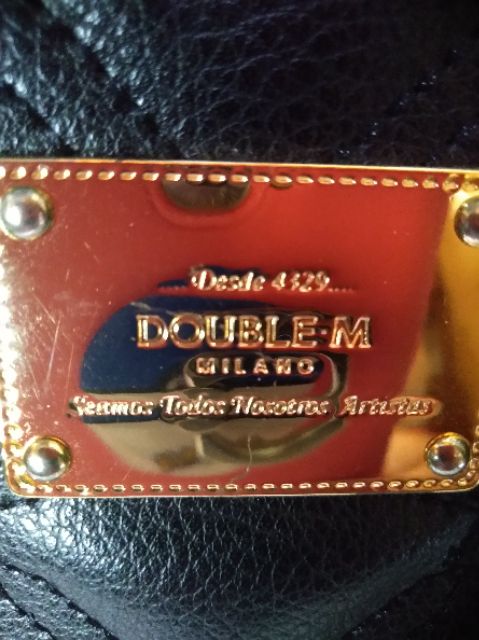 Desde 4329....
DOUBLE-M
MILANO
Seamos Todos Nosotros Artistas